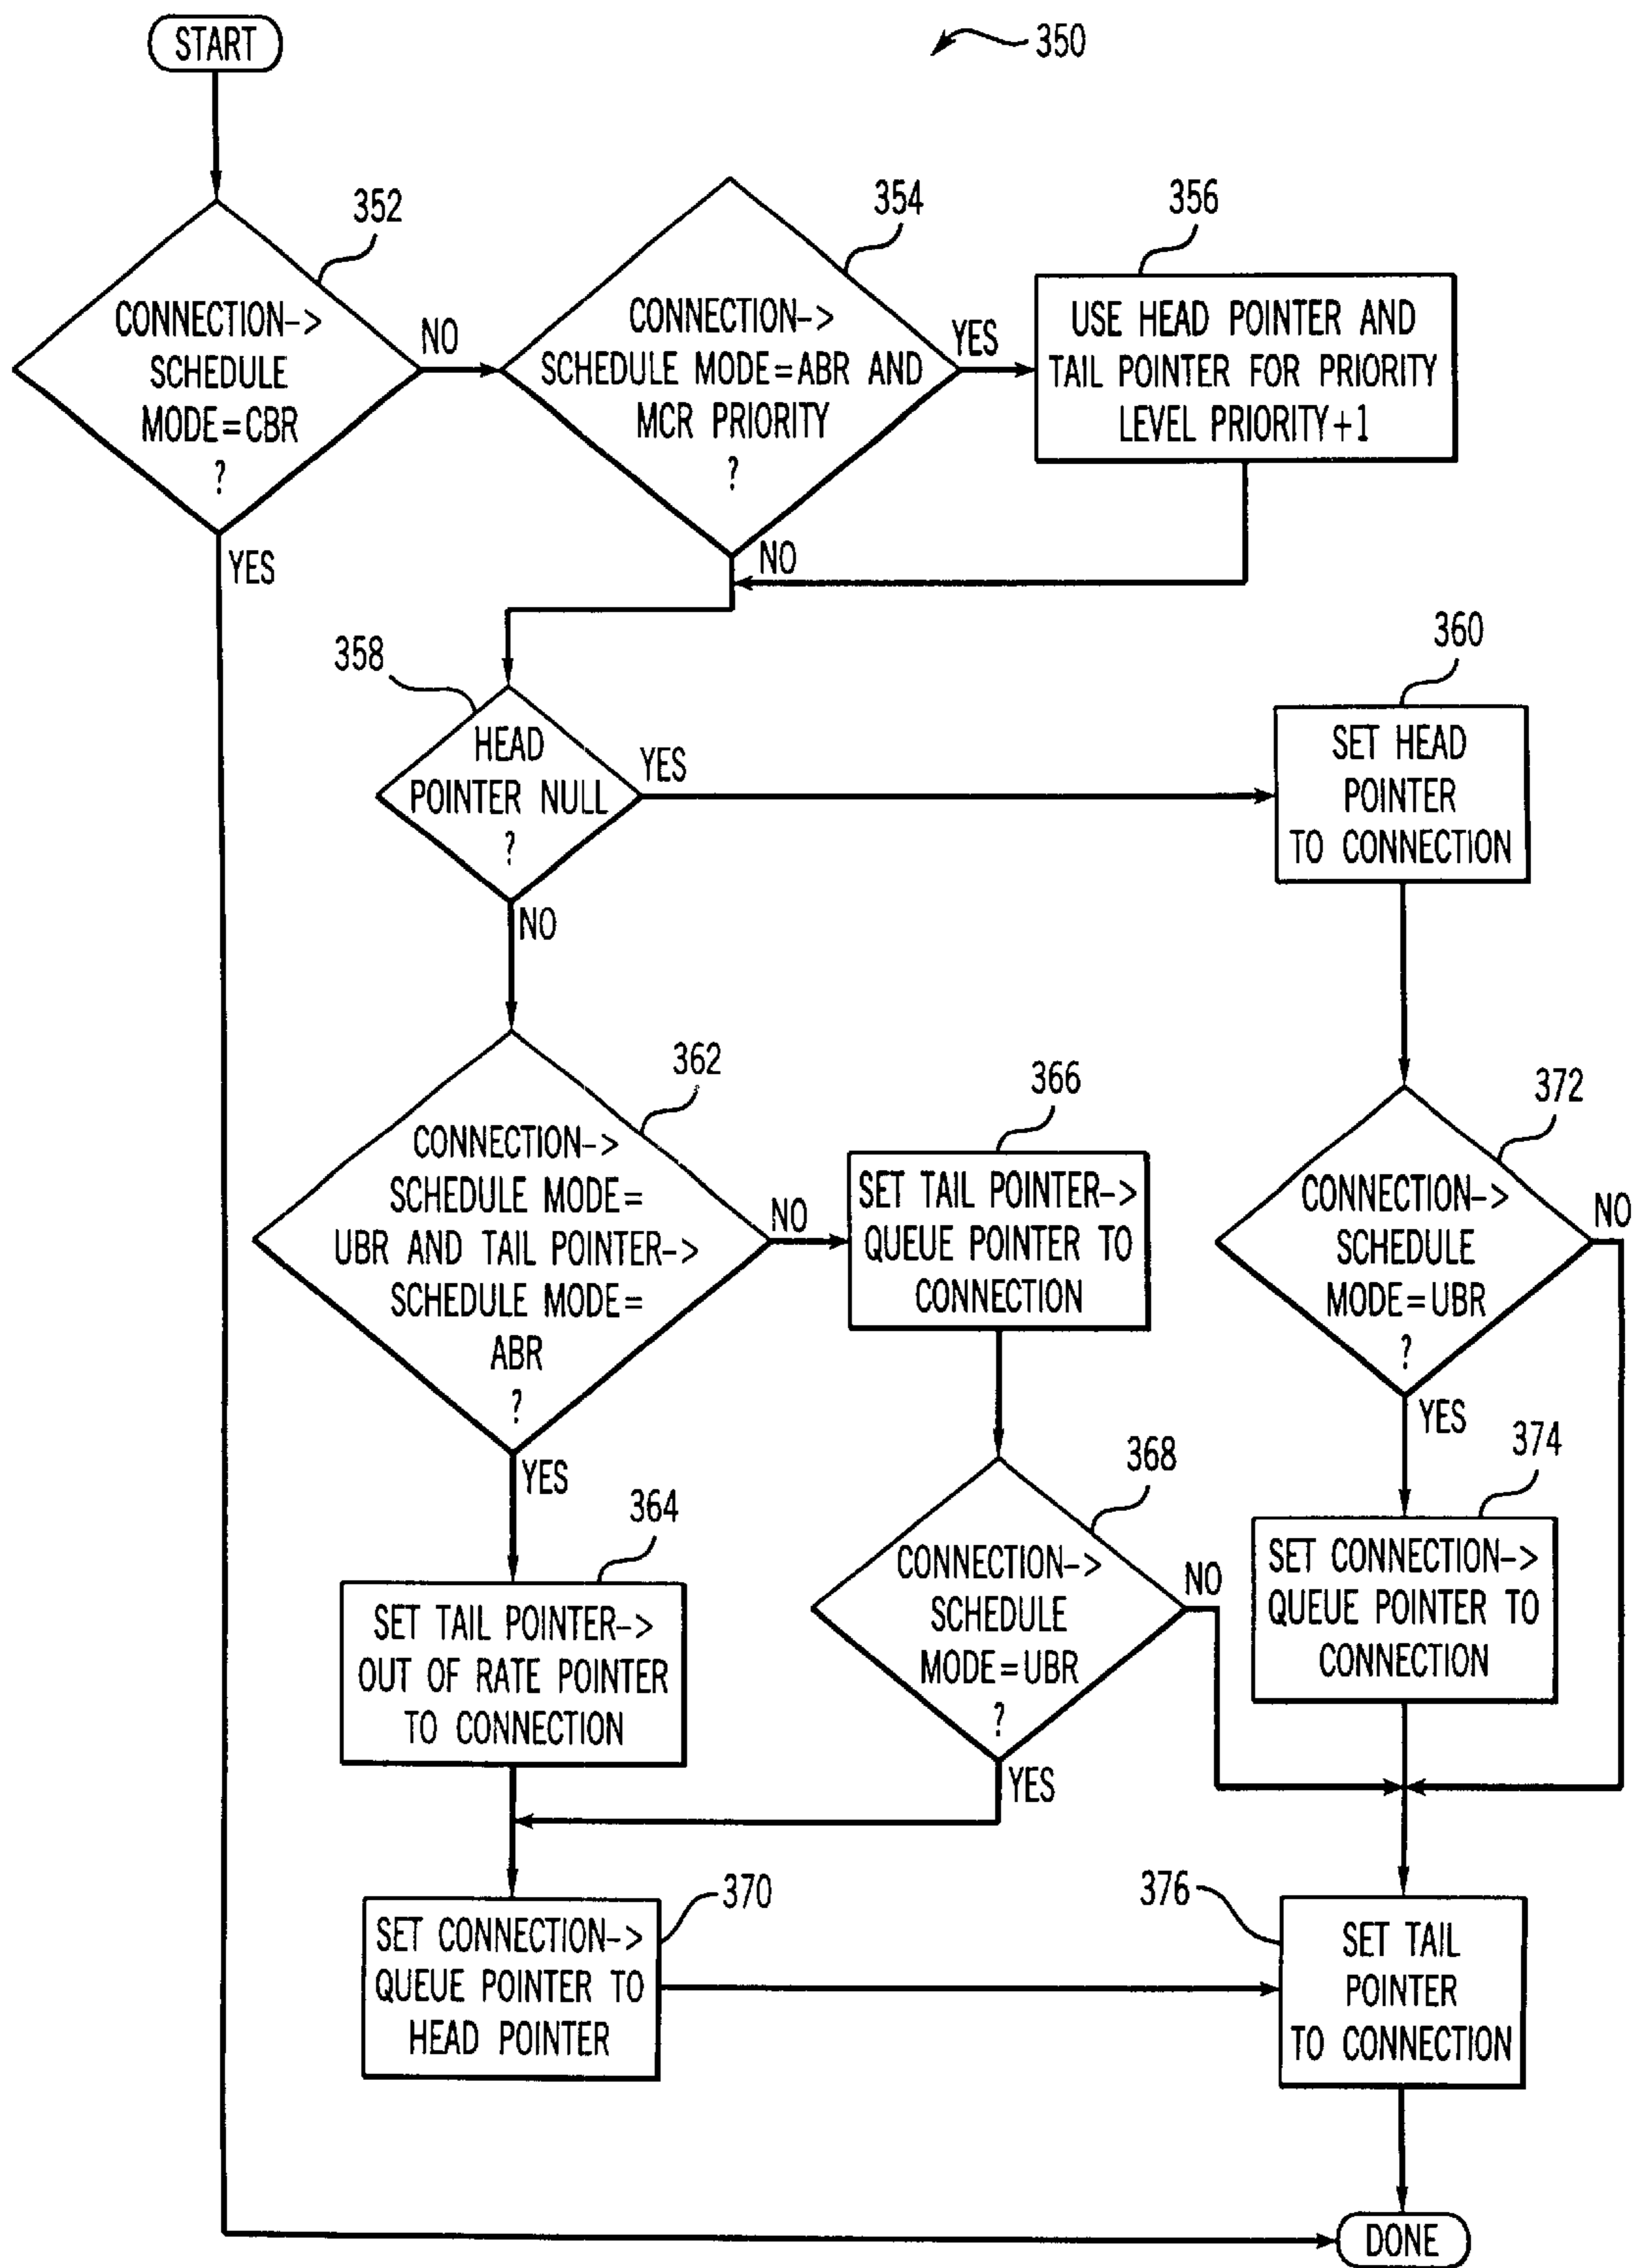 START
350
352
CONNECTION->
SCHEDULE
MODE=CBR
?
NO
YES
354
CONNECTION->
SCHEDULE MODE=ABR AND
MCR PRIORITY
?
YES
NO
356
USE HEAD POINTER AND
TAIL POINTER FOR PRIORITY
LEVEL PRIORITY+1
358
HEAD
POINTER NULL
?
YES
NO
360
SET HEAD
POINTER
TO CONNECTION
362
CONNECTION->
SCHEDULE MODE=
UBR AND TAIL POINTER->
SCHEDULE MODE=
ABR
?
NO
YES
366
SET TAIL POINTER->
QUEUE POINTER TO
CONNECTION
372
CONNECTION->
SCHEDULE
MODE=UBR
?
NO
YES
364
SET TAIL POINTER->
OUT OF RATE POINTER
TO CONNECTION
368
CONNECTION->
SCHEDULE
MODE=UBR
?
NO
YES
374
SET CONNECTION->
QUEUE POINTER TO
CONNECTION
370
SET CONNECTION->
QUEUE POINTER TO
HEAD POINTER
376
SET TAIL
POINTER
TO CONNECTION
DONE